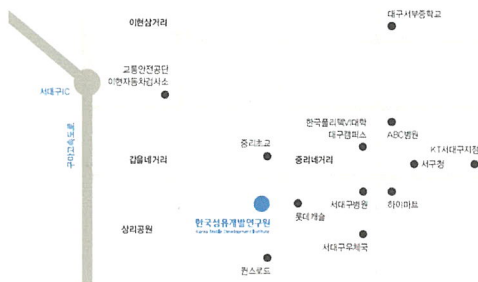 이현삼거리
대구서부중학교
교통안전공단
이현자동차검사소
서대구IC
구마고속도로
한국폴리텍VI대학
대구캠퍼스
ABC병원
KT서대구지점
서구청
갑을네거리
중리초교
중리네거리
상리공원
한국섬유개발연구원
롯데캐슬
서대구병원
하이마트
서대구우체국
퀸스로드